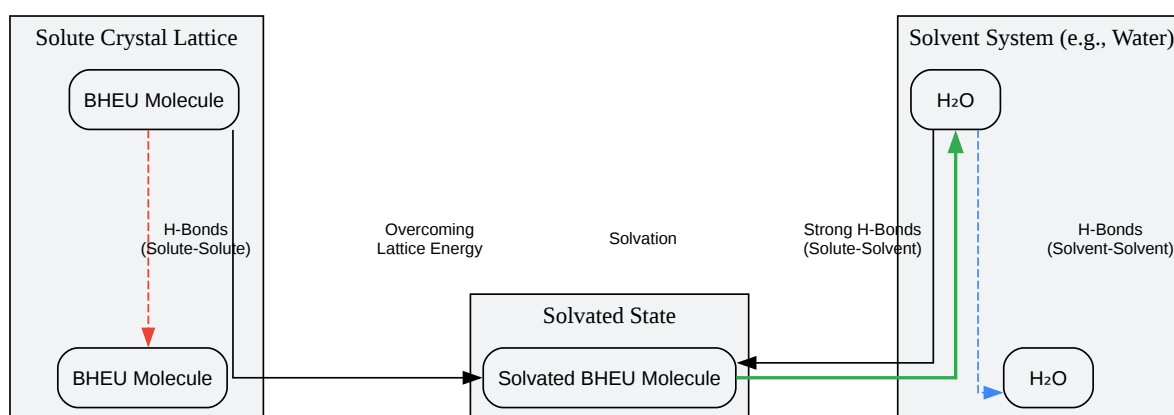 Solute Crystal Lattice
Solvent System (e.g., Water)
BHEU Molecule
H₂O
H-Bonds
(Solute-Solute)
Overcoming
Lattice Energy
Solvation
Strong H-Bonds
(Solute-Solvent)
H-Bonds
(Solvent-Solvent)
Solvated State
BHEU Molecule
Solvated BHEU Molecule
H₂O